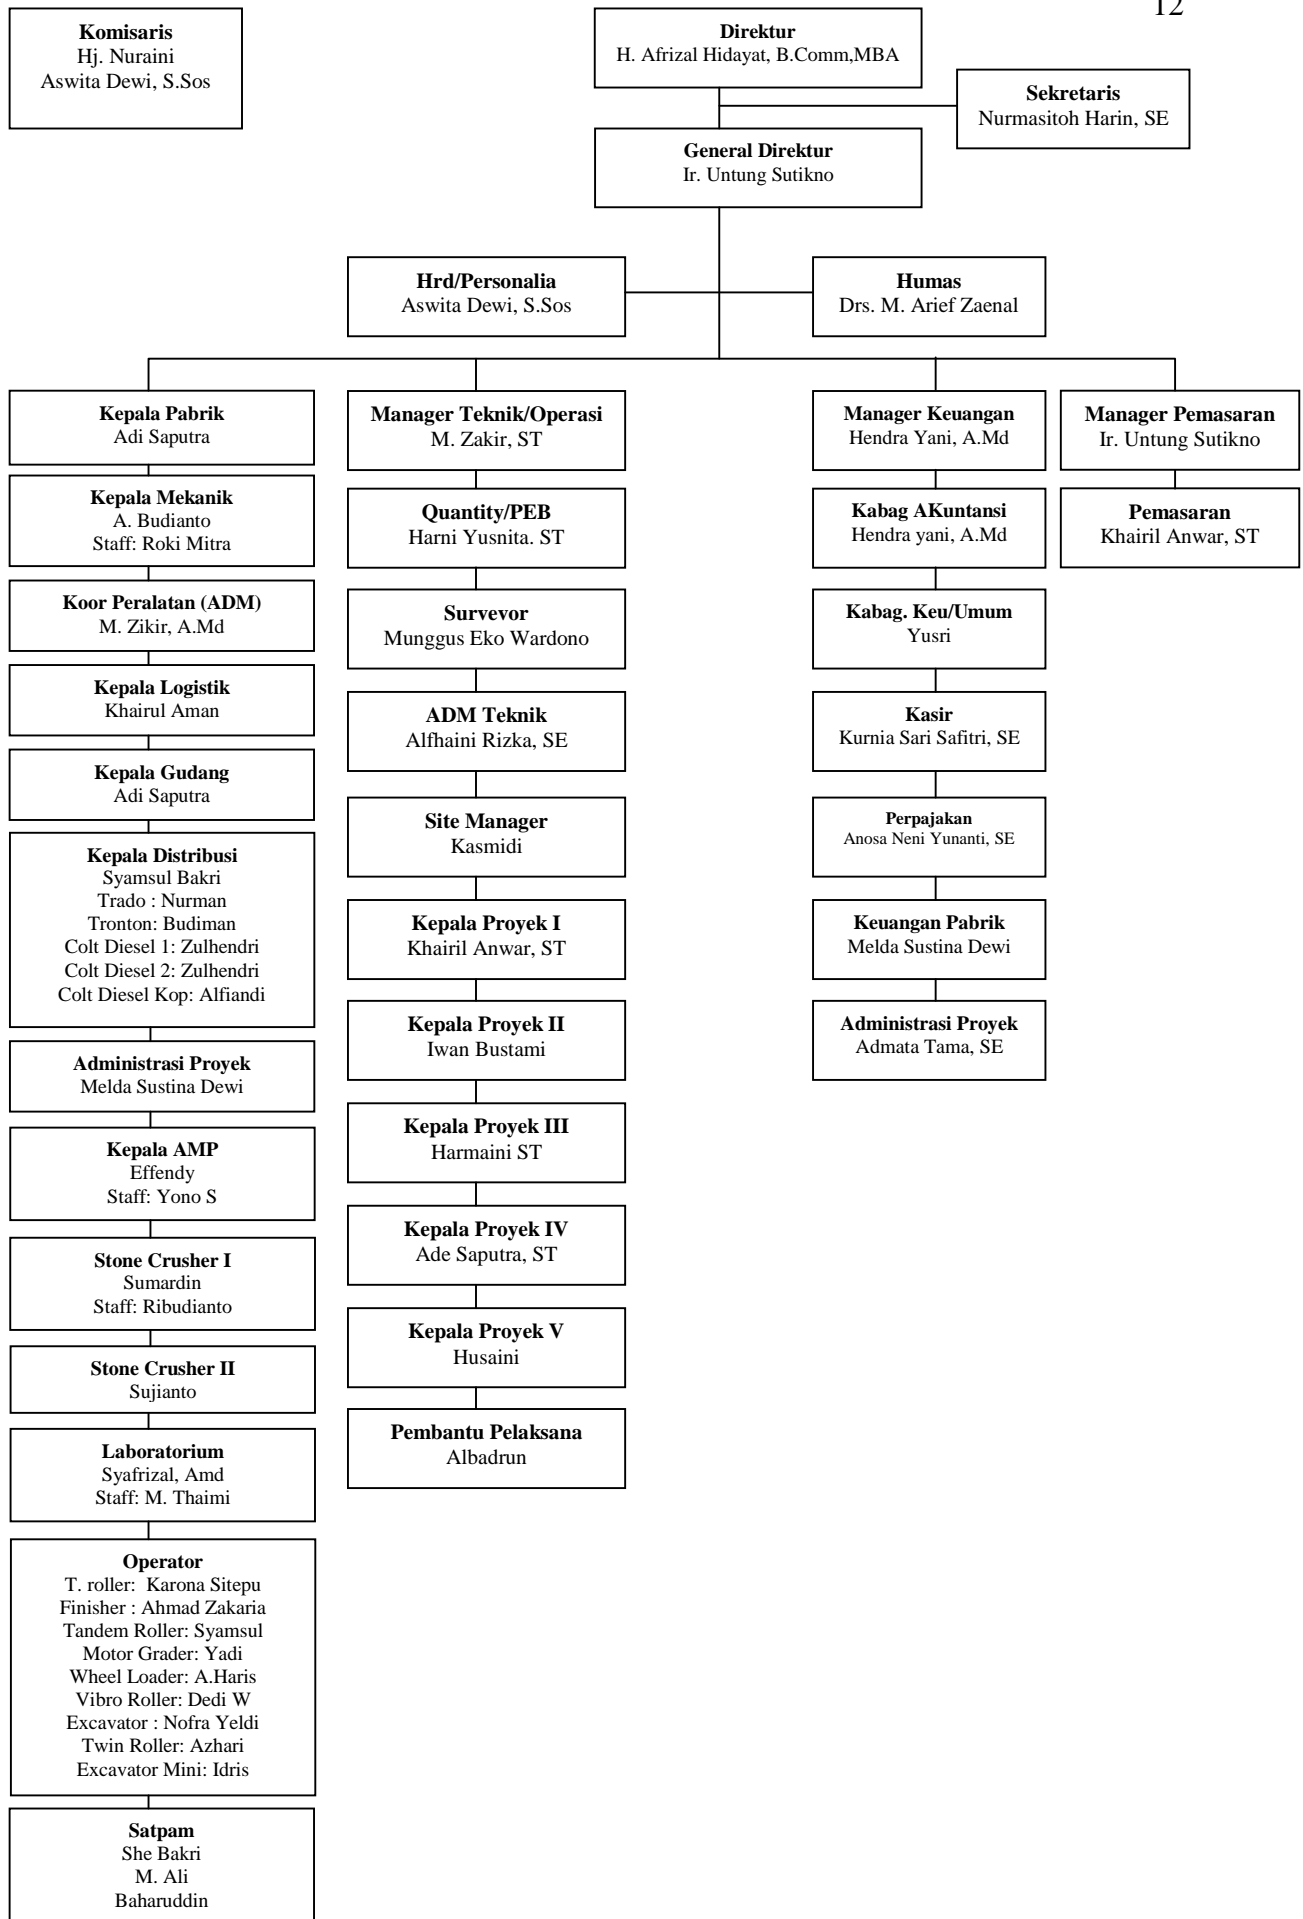 12
Komisaris
Hj. Nuraini
Aswita Dewi, S.Sos
Direktur
H. Afrizal Hidayat, B.Comm,MBA
Sekretaris
Nurmasitoh Harin, SE
General Direktur
Ir. Untung Sutikno
Hrd/Personalia
Aswita Dewi, S.Sos
Humas
Drs. M. Arief Zaenal
Kepala Pabrik
Adi Saputra
Kepala Mekanik
A. Budianto
Staff: Roki Mitra
Koor Peralatan (ADM)
M. Zikir, A.Md
Kepala Logistik
Khairul Aman
Kepala Gudang
Adi Saputra
Kepala Distribusi
Syamsul Bakri
Trado : Nurman
Tronton: Budiman
Colt Diesel 1: Zulhendri
Colt Diesel 2: Zulhendri
Colt Diesel Kop: Alfiandi
Administrasi Proyek
Melda Sustina Dewi
Kepala AMP
Effendy
Staff: Yono S
Stone Crusher I
Sumardin
Staff: Ribudianto
Stone Crusher II
Sujianto
Laboratorium
Syafrizal, Amd
Staff: M. Thaimi
Operator
T. roller:  Karona Sitepu
Finisher : Ahmad Zakaria
Tandem Roller: Syamsul
Motor Grader: Yadi
Wheel Loader: A.Haris
Vibro Roller: Dedi W
Excavator : Nofra Yeldi
Twin Roller: Azhari
Excavator Mini: Idris
Satpam
She Bakri
M. Ali
Baharuddin
Manager Teknik/Operasi
M. Zakir, ST
Quantity/PEB
Harni Yusnita. ST
Survevor
Munggus Eko Wardono
ADM Teknik
Alfhaini Rizka, SE
Site Manager
Kasmidi
Kepala Proyek I
Khairil Anwar, ST
Kepala Proyek II
Iwan Bustami
Kepala Proyek III
Harmaini ST
Kepala Proyek IV
Ade Saputra, ST
Kepala Proyek V
Husaini
Pembantu Pelaksana
Albadrun
Manager Keuangan
Hendra Yani, A.Md
Kabag AKuntansi
Hendra yani, A.Md
Kabag. Keu/Umum
Yusri
Kasir
Kurnia Sari Safitri, SE
Perpajakan
Anosa Neni Yunanti, SE
Keuangan Pabrik
Melda Sustina Dewi
Administrasi Proyek
Admata Tama, SE
Manager Pemasaran
Ir. Untung Sutikno
Pemasaran
Khairil Anwar, ST